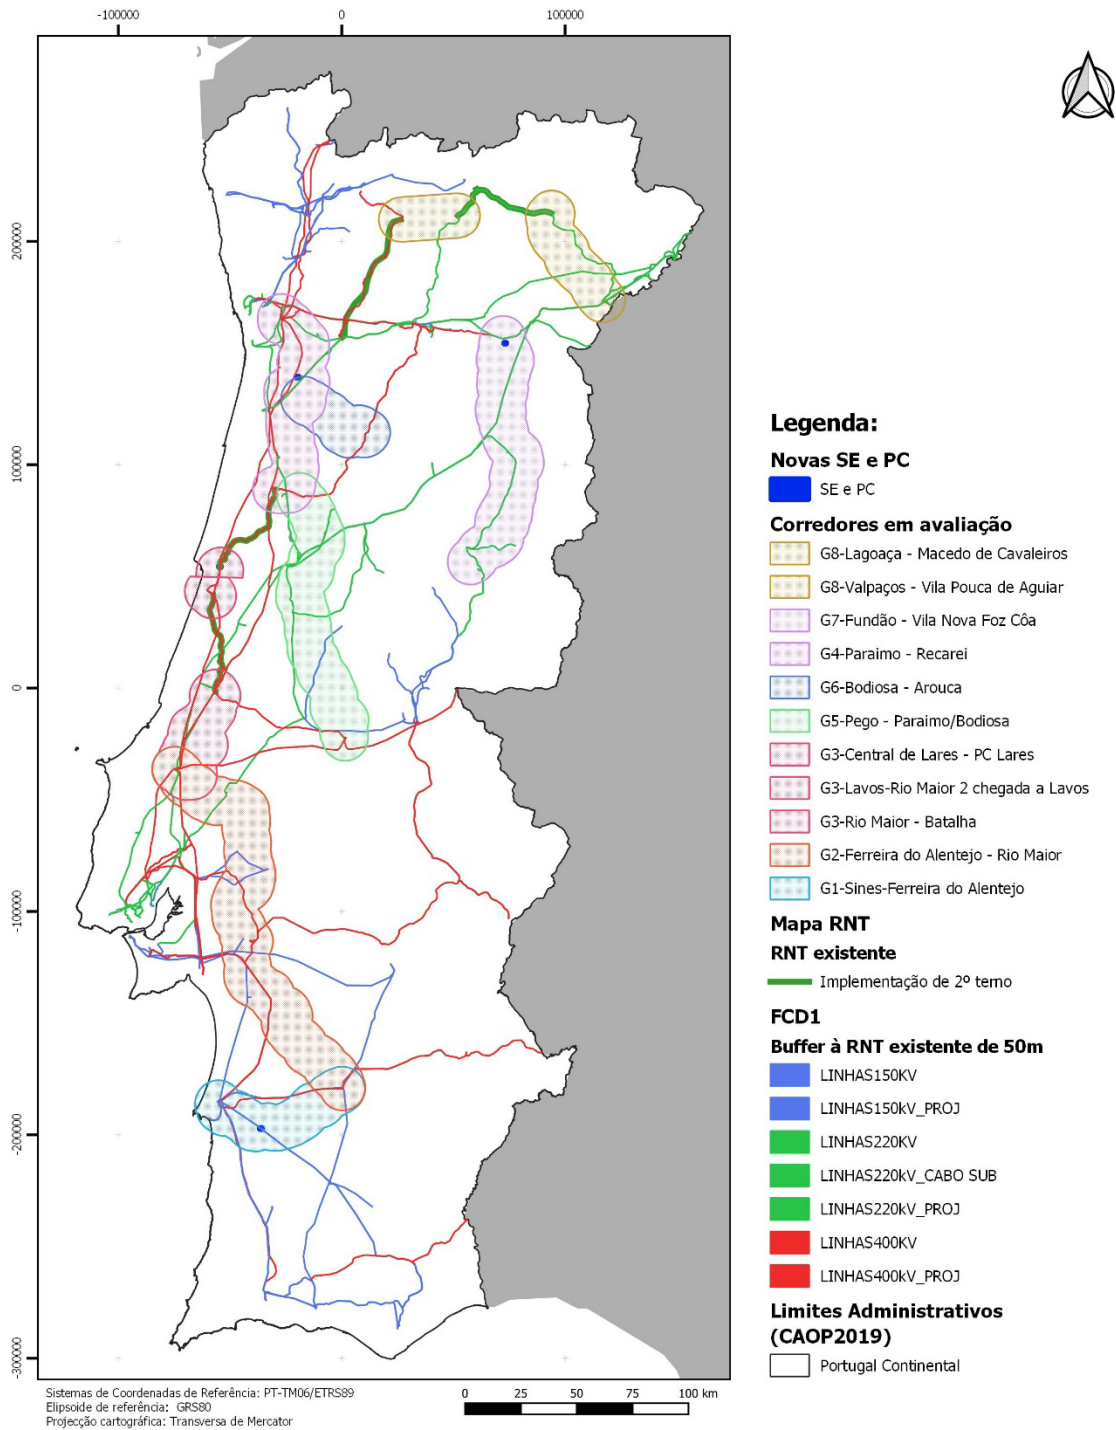 -100000
0
100000
200000
100000
0
-100000
-200000
-300000
Legenda:
Novas SE e PC
SE e PC
Corredores em avaliação
G8-Lagoaça - Macedo de Cavaleiros
G8-Valpaços - Vila Pouca de Aguiar
G7-Fundão - Vila Nova Foz Côa
G4-Paraimo - Recarei
G6-Bodiosa - Arouca
G5-Pego - Paraimo/Bodiosa
G3-Central de Lares - PC Lares
G3-Lavos-Rio Maior 2 chegada a Lavos
G3-Rio Maior - Batalha
G2-Ferreira do Alentejo - Rio Maior
G1-Sines-Ferreira do Alentejo
Mapa RNT
RNT existente
Implementação de 2º terno
FCD1
Buffer à RNT existente de 50m
LINHAS150KV
LINHAS150kV_PROJ
LINHAS220KV
LINHAS220kV_CABO SUB
LINHAS220kV_PROJ
LINHAS400KV
LINHAS400kV_PROJ
Limites Administrativos
(CAOP2019)
Portugal Continental
Sistemas de Coordenadas de Referência: PT-TM06/ETRS89
Elipsoide de referência: GRS80
Projecção cartográfica: Transversa de Mercator
0 25 50 75 100 km